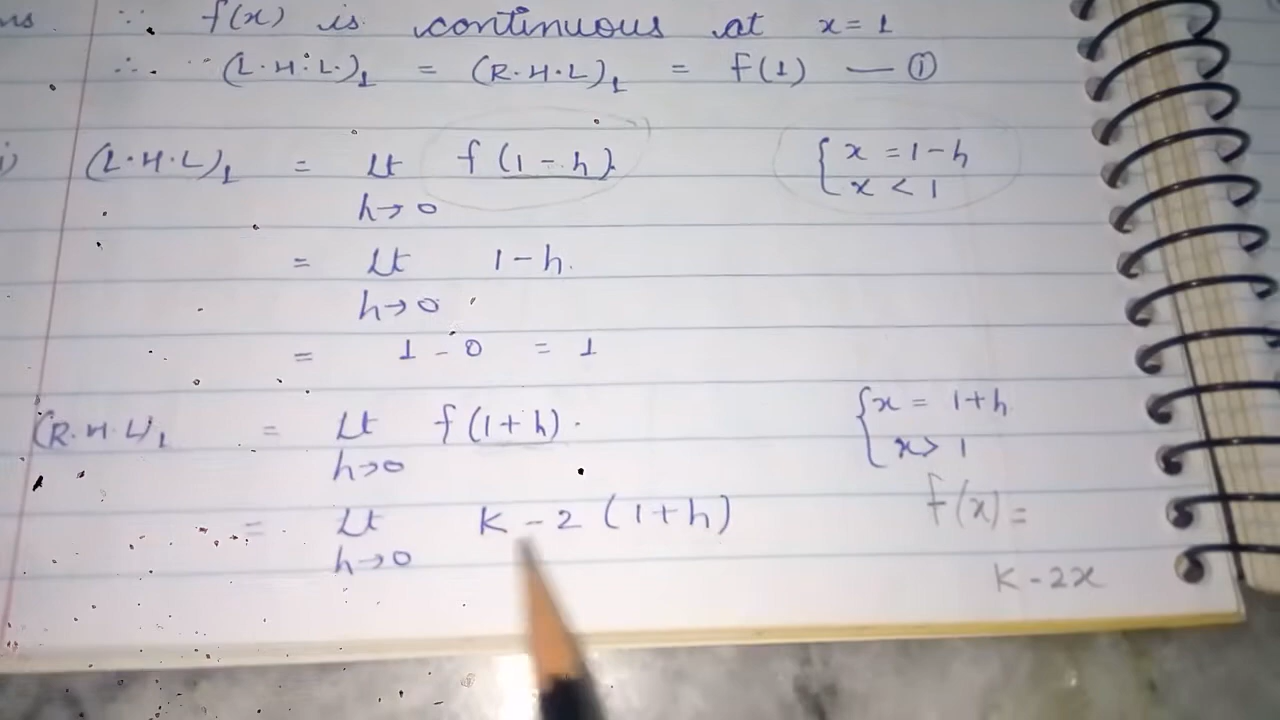 ns ∵ f(x) is continuous at x = 1
∴ (L.H.L.)₁ = (R.H.L)₁ = f(1) — ①
i) (L.H.L)₁ = Lt f(1-h) { x = 1-h
h→0 x < 1
= Lt 1-h.
h→0
= 1 - 0 = 1
(R.H.L)₁ = Lt f(1+h). { x = 1+h
h→0 x > 1
= Lt K-2(1+h) f(x) =
h→0 K-2x